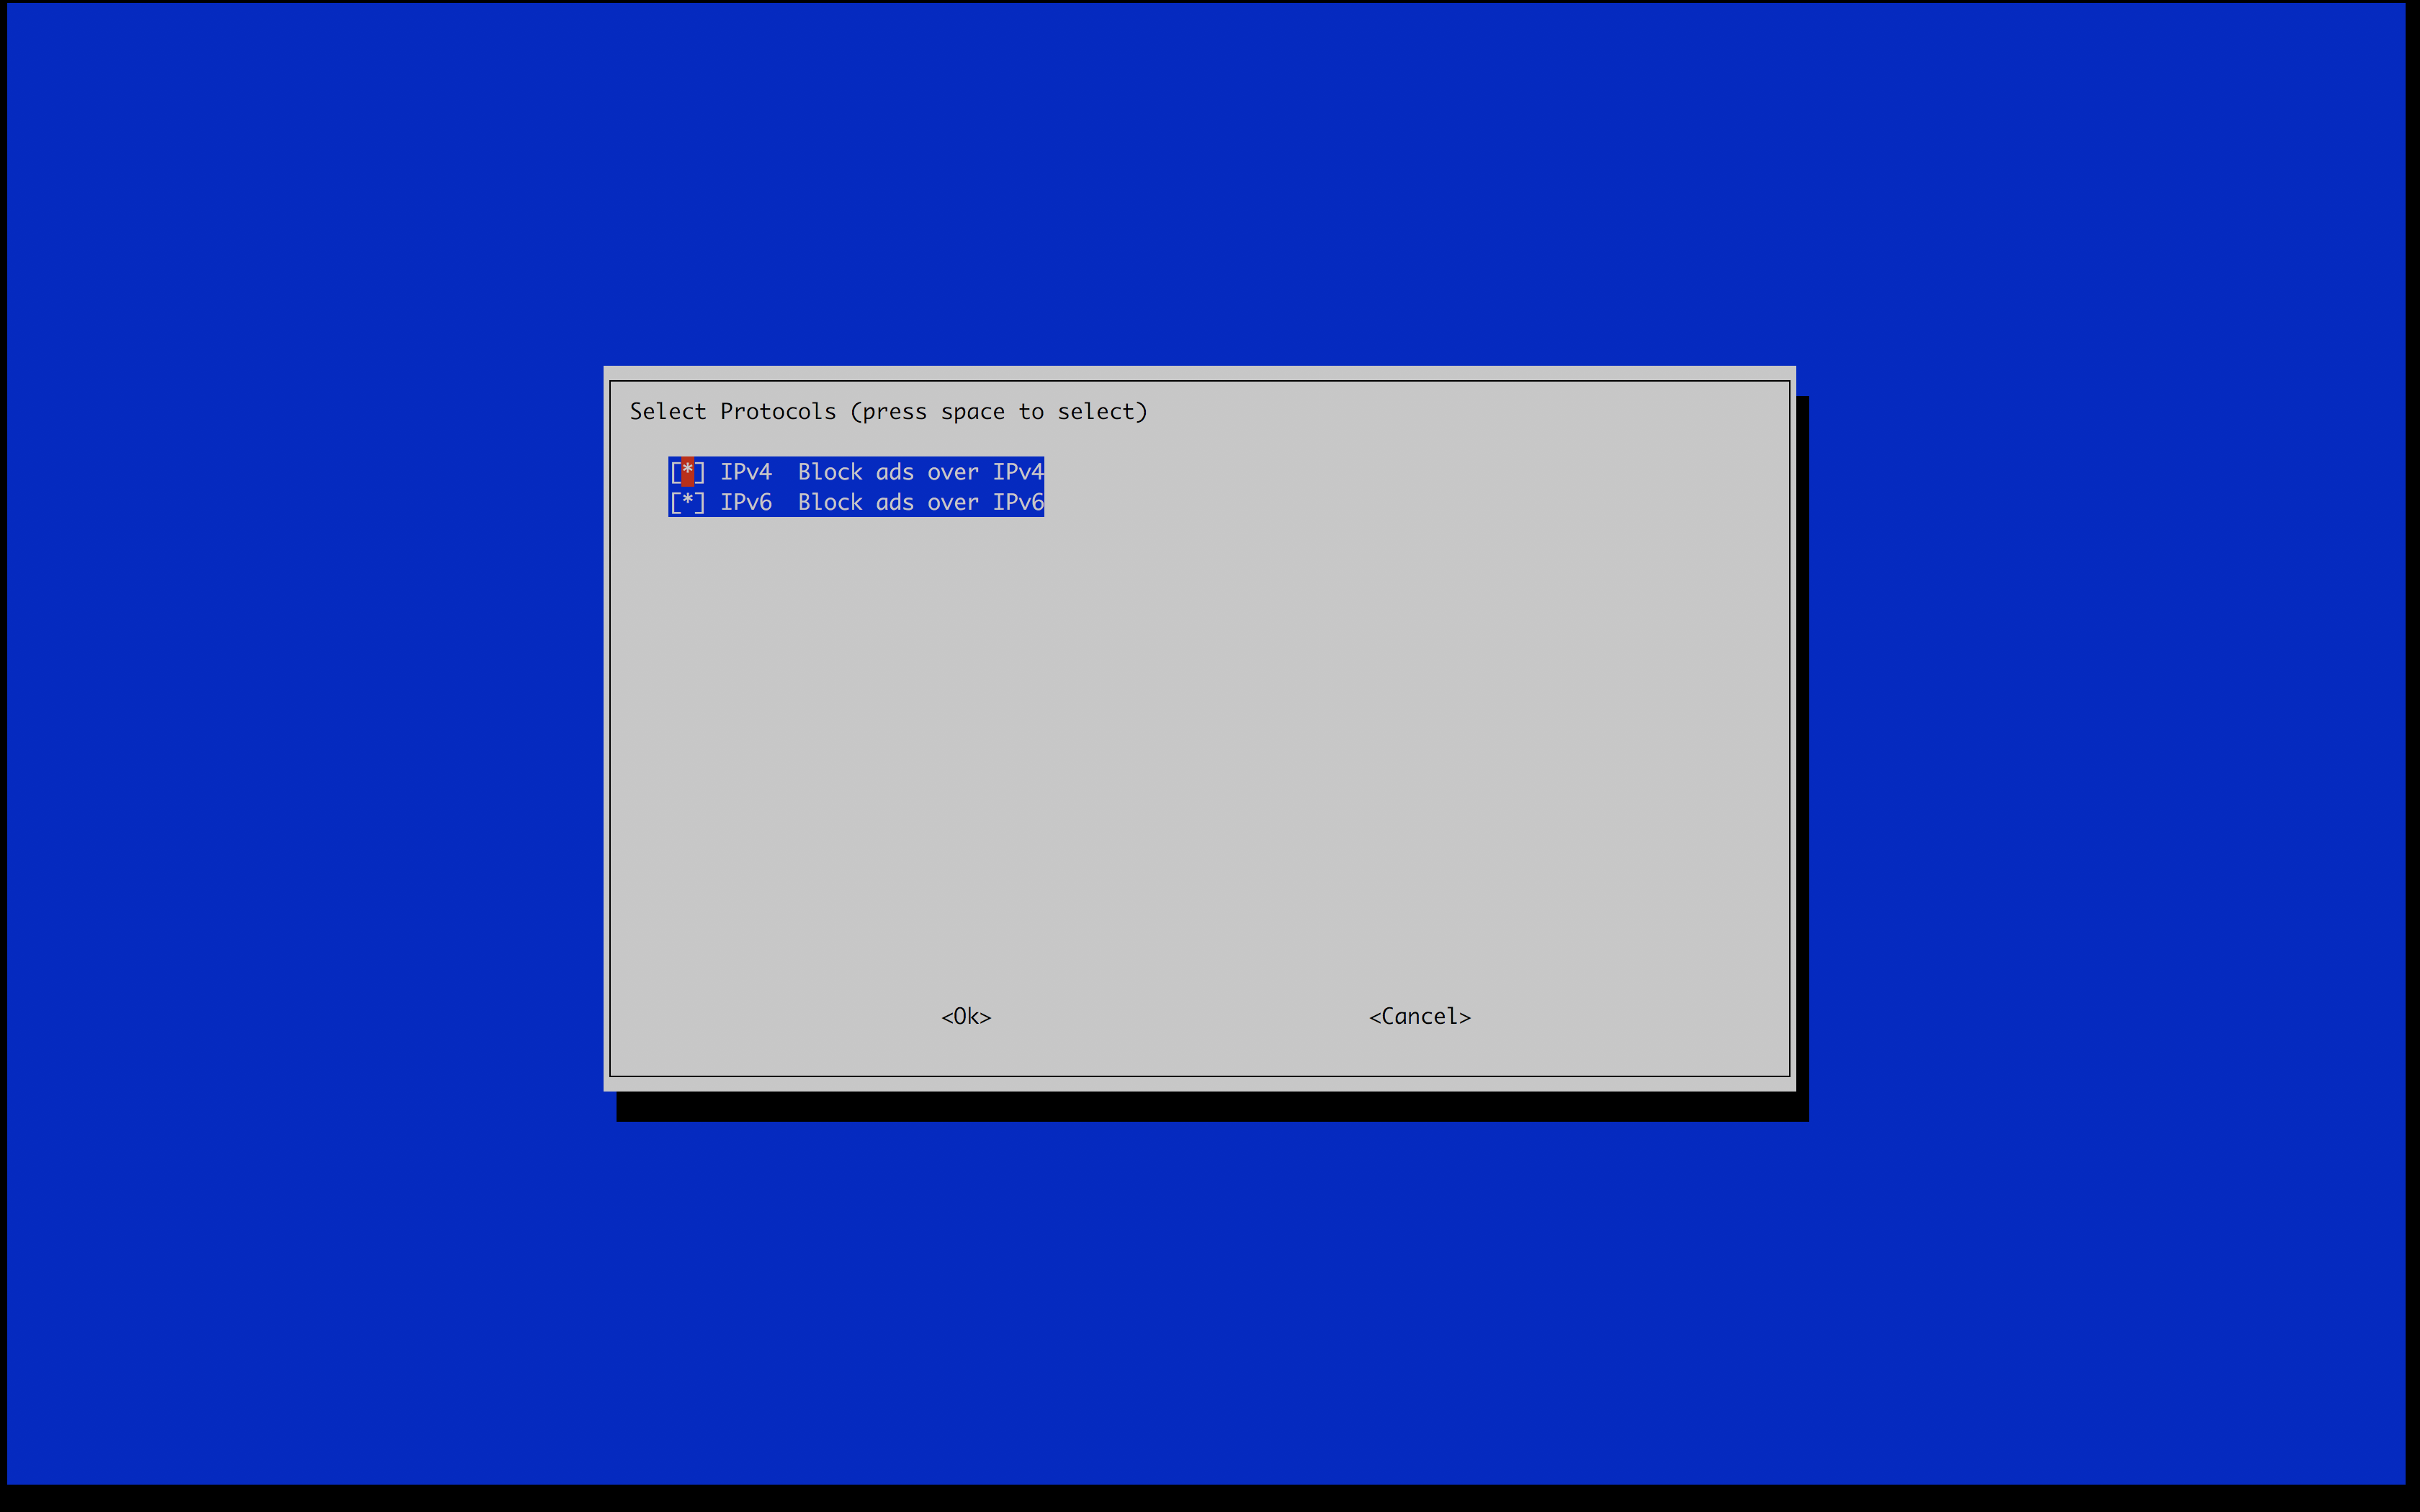 Select Protocols (press space to select)
[*] IPv4  Block ads over IPv4
[*] IPv6  Block ads over IPv6
<Ok> <Cancel>